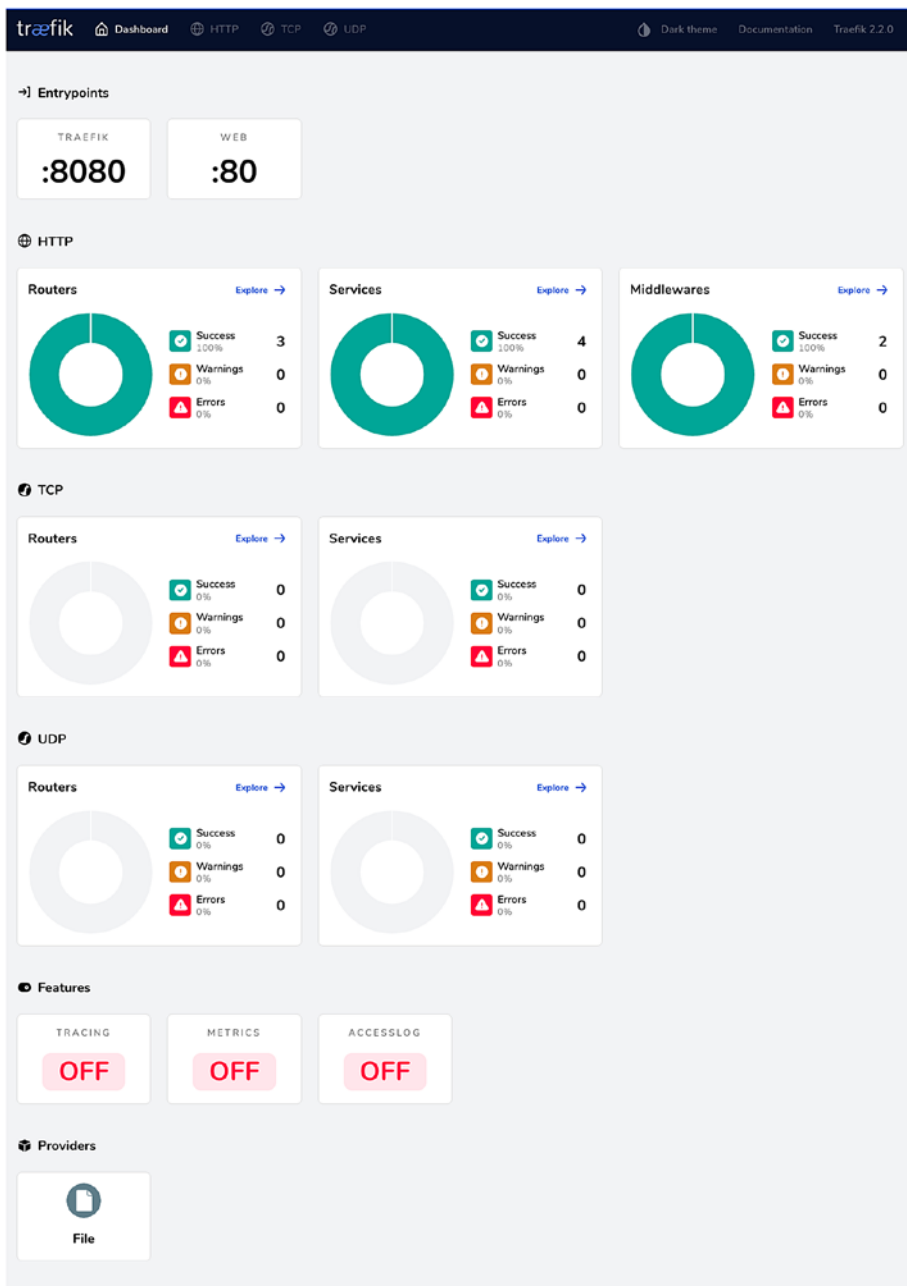 træfik Dashboard HTTP TCP UDP Dark theme Documentation Traefik 2.2.0
Entrypoints
TRAEFIK WEB
:8080 :80
HTTP
Routers Explore → Services Explore → Middlewares Explore →
Success 3 Success 4 Success 2
100% 100% 100%
Warnings 0 Warnings 0 Warnings 0
0% 0% 0%
Errors 0 Errors 0 Errors 0
0% 0% 0%
TCP
Routers Explore → Services Explore →
Success 0 Success 0
0% 0%
Warnings 0 Warnings 0
0% 0%
Errors 0 Errors 0
0% 0%
UDP
Routers Explore → Services Explore →
Success 0 Success 0
0% 0%
Warnings 0 Warnings 0
0% 0%
Errors 0 Errors 0
0% 0%
Features
TRACING METRICS ACCESSLOG
OFF OFF OFF
Providers
File